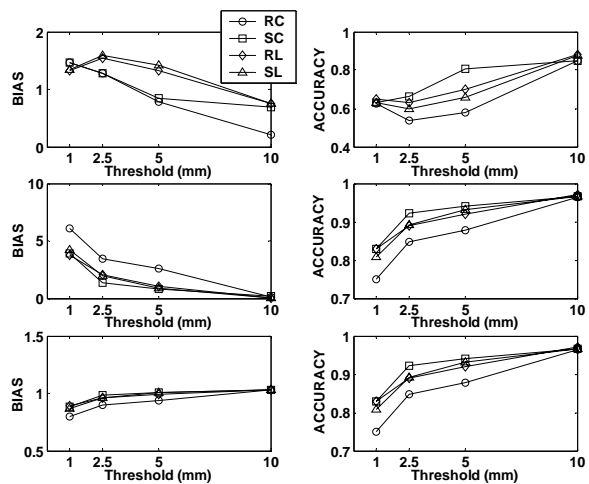 RC
SC
RL
SL
2
1
0
BIAS
1 2.5 5 10
Threshold (mm)
1
0.8
0.6
0.4
ACCURACY
1 2.5 5 10
Threshold (mm)
10
5
0
BIAS
1 2.5 5 10
Threshold (mm)
1
0.9
0.8
0.7
ACCURACY
1 2.5 5 10
Threshold (mm)
1.5
1
0.5
BIAS
1 2.5 5 10
Threshold (mm)
1
0.9
0.8
0.7
ACCURACY
1 2.5 5 10
Threshold (mm)